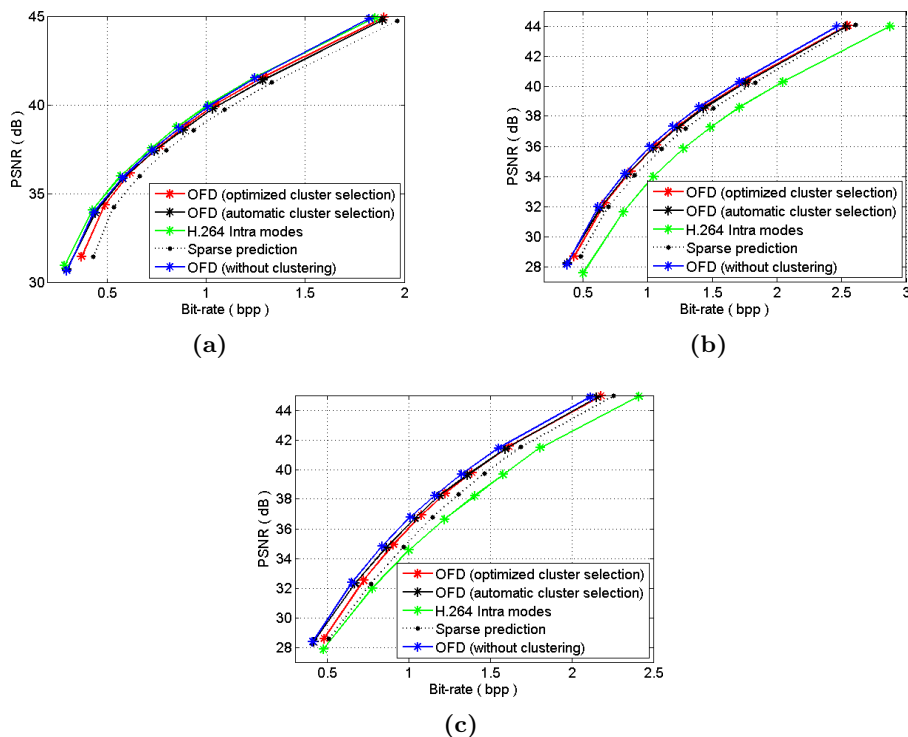 45
40
35
30
PSNR ( dB )
OFD (optimized cluster selection)
OFD (automatic cluster selection)
H.264 Intra modes
Sparse prediction
OFD (without clustering)
0.5 1 1.5 2
Bit-rate ( bpp )
(a)
44
42
40
38
36
34
32
30
28
PSNR ( dB )
OFD (optimized cluster selection)
OFD (automatic cluster selection)
H.264 Intra modes
Sparse prediction
OFD (without clustering)
0.5 1 1.5 2 2.5 3
Bit-rate ( bpp )
(b)
44
42
40
38
36
34
32
30
28
PSNR ( dB )
OFD (optimized cluster selection)
OFD (automatic cluster selection)
H.264 Intra modes
Sparse prediction
OFD (without clustering)
0.5 1 1.5 2 2.5
Bit-rate ( bpp )
(c)